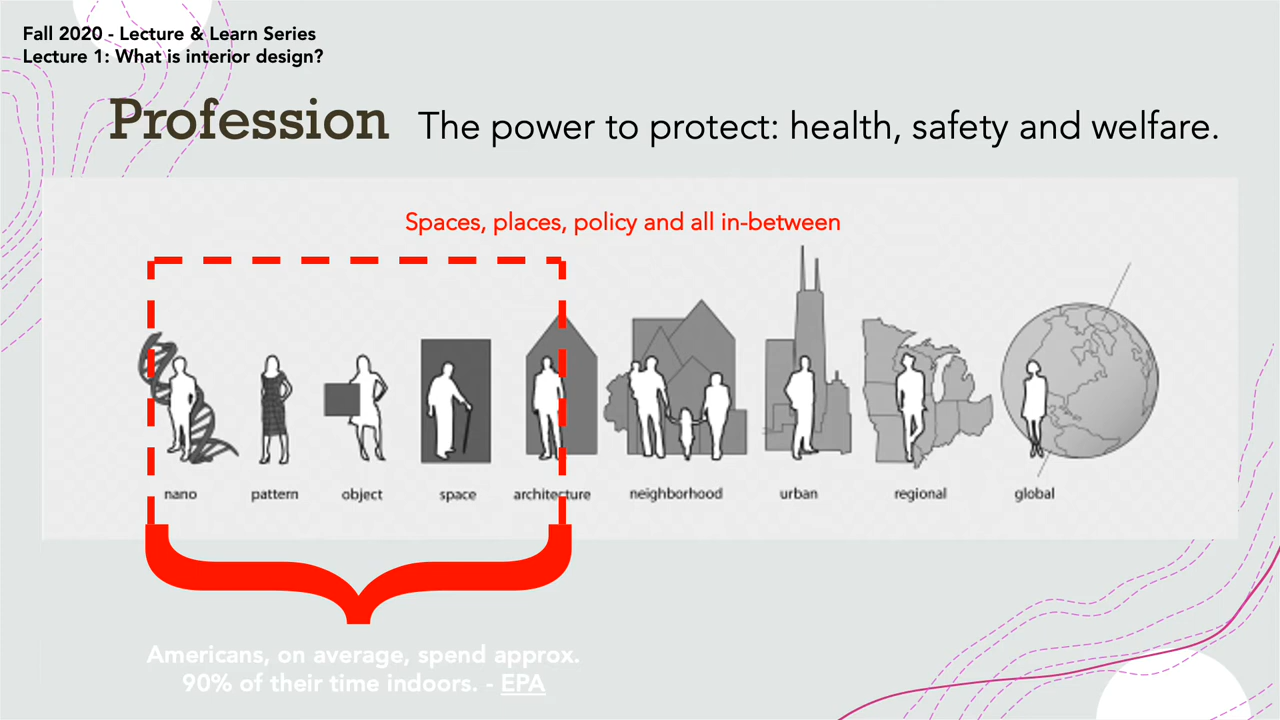 Fall 2020 - Lecture & Learn Series
Lecture 1: What is interior design?
Profession The power to protect: health, safety and welfare.
Spaces, places, policy and all in-between
nano pattern object space architecture neighborhood urban regional global
Americans, on average, spend approx.
90% of their time indoors. - EPA